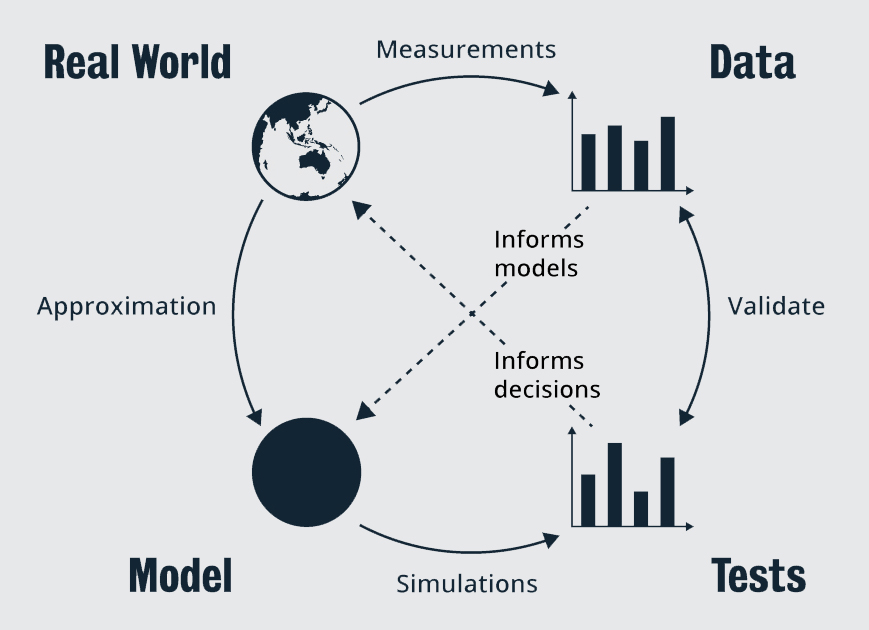 Measurements
Real World
Data
Informs
models
Approximation
Validate
Informs
decisions
Model
Simulations
Tests